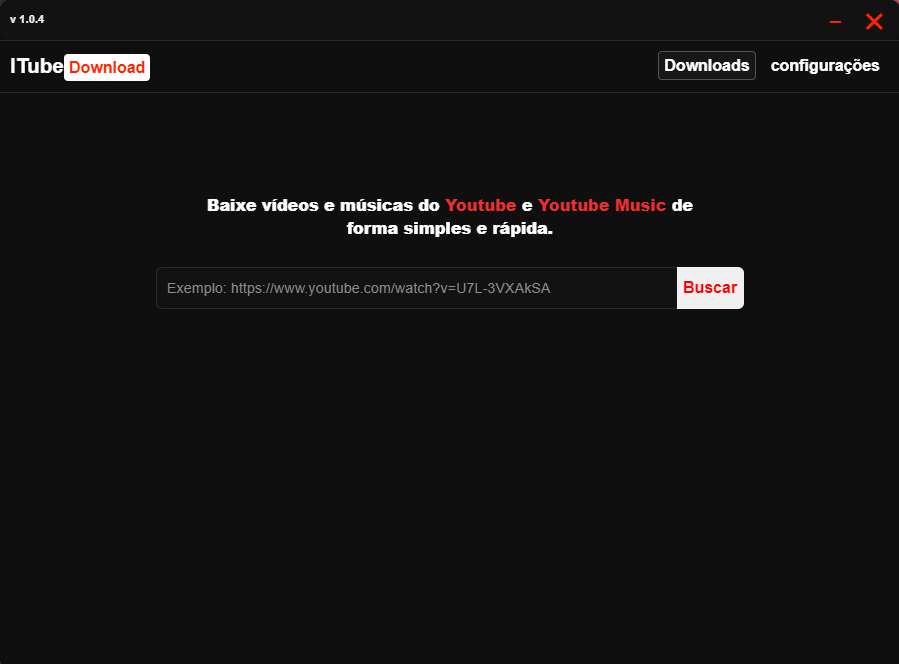 v 1.0.4
ITube Download
Downloads configurações
Baixe vídeos e músicas do Youtube e Youtube Music de
forma simples e rápida.
Exemplo: https://www.youtube.com/watch?v=U7L-3VXAkSA
Buscar